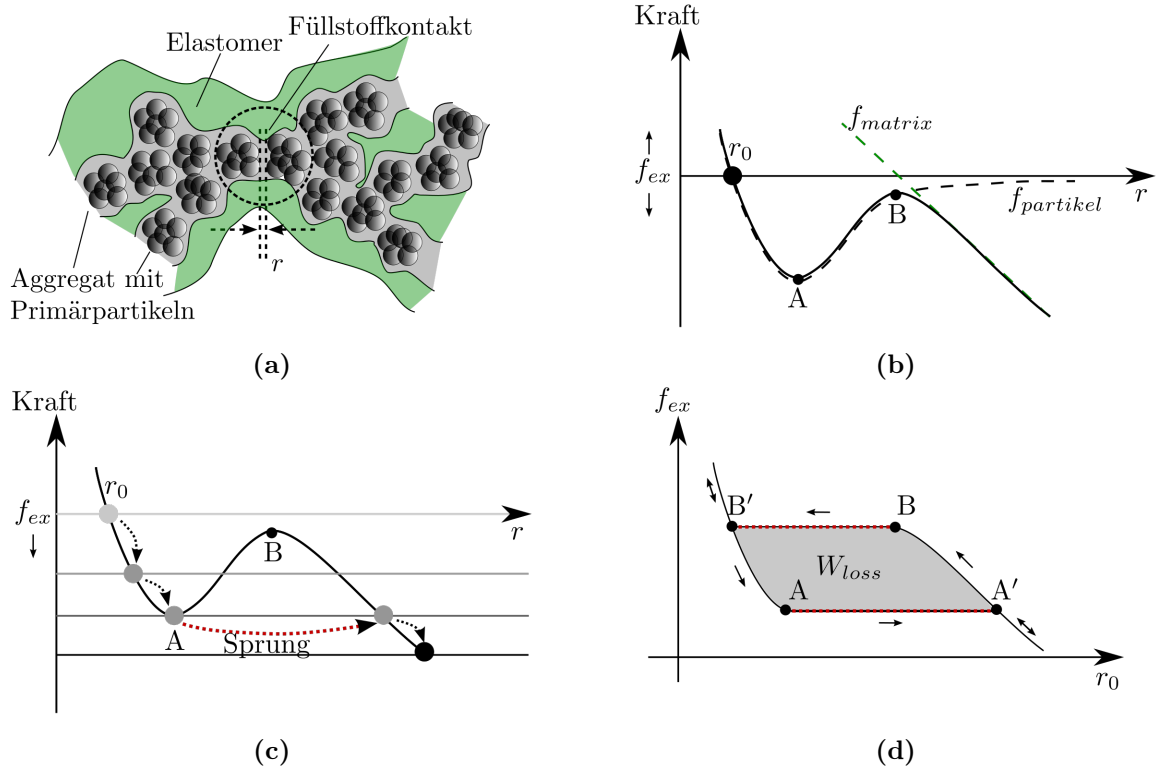 Füllstoffkontakt
Elastomer
r
Aggregat mit
Primärpartikeln
(a)
Kraft
f_matrix
r_0
f_ex
f_partikel
r
B
A
(b)
Kraft
r_0
f_ex
r
B
A
Sprung
(c)
f_ex
B′
B
W_loss
A
A′
r_0
(d)